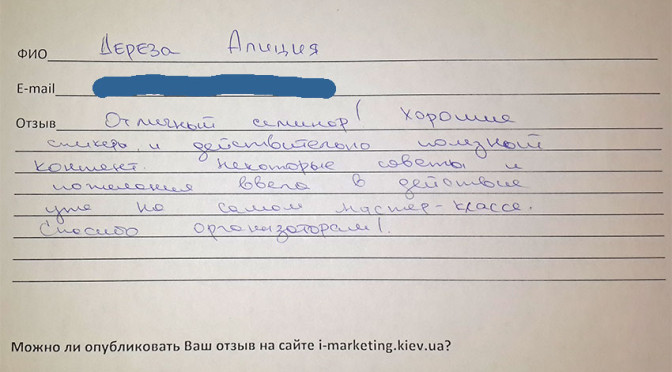 ФИО Дереза Алиция
E-mail
Отзыв Отличный семинар! Хорошие
спикеры и действительно полезный
контент. Некоторые советы и
пожелания ввела в действие
уже на самом мастер-классе.
Спасибо организаторам!
Можно ли опубликовать Ваш отзыв на сайте i-marketing.kiev.ua?